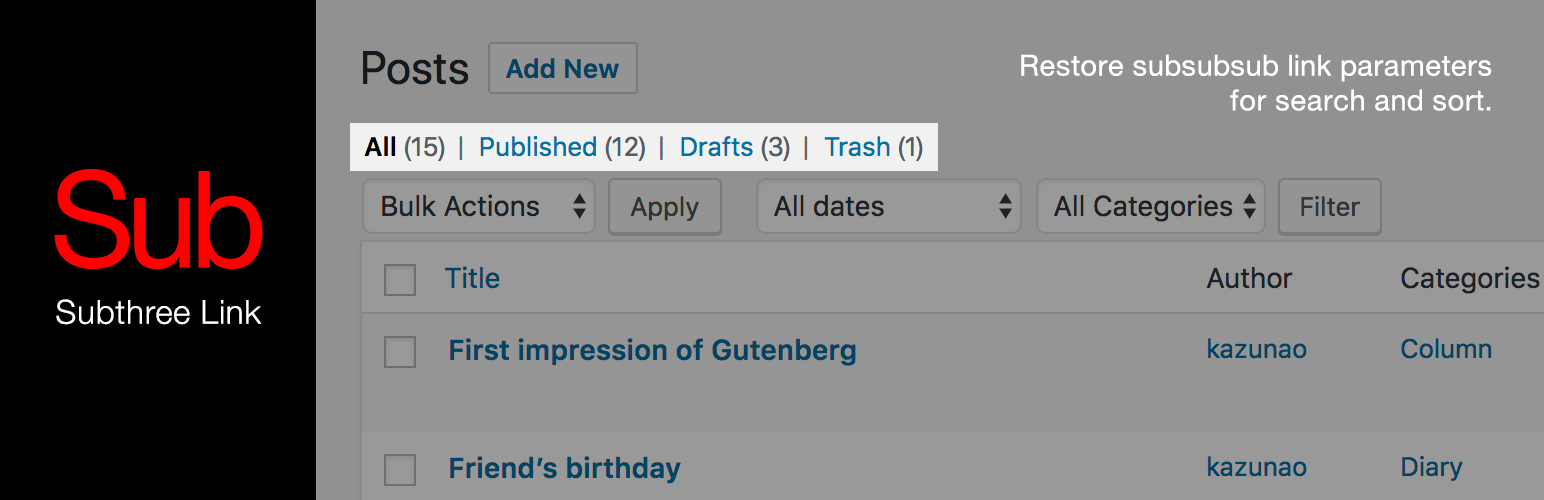 Sub
Subthree Link
Posts Add New
Restore subsubsub link parameters
for search and sort.
All (15) | Published (12) | Drafts (3) | Trash (1)
Bulk Actions Apply All dates All Categories Filter
Title Author Categories
First impression of Gutenberg kazunao Column
Friend’s birthday kazunao Diary